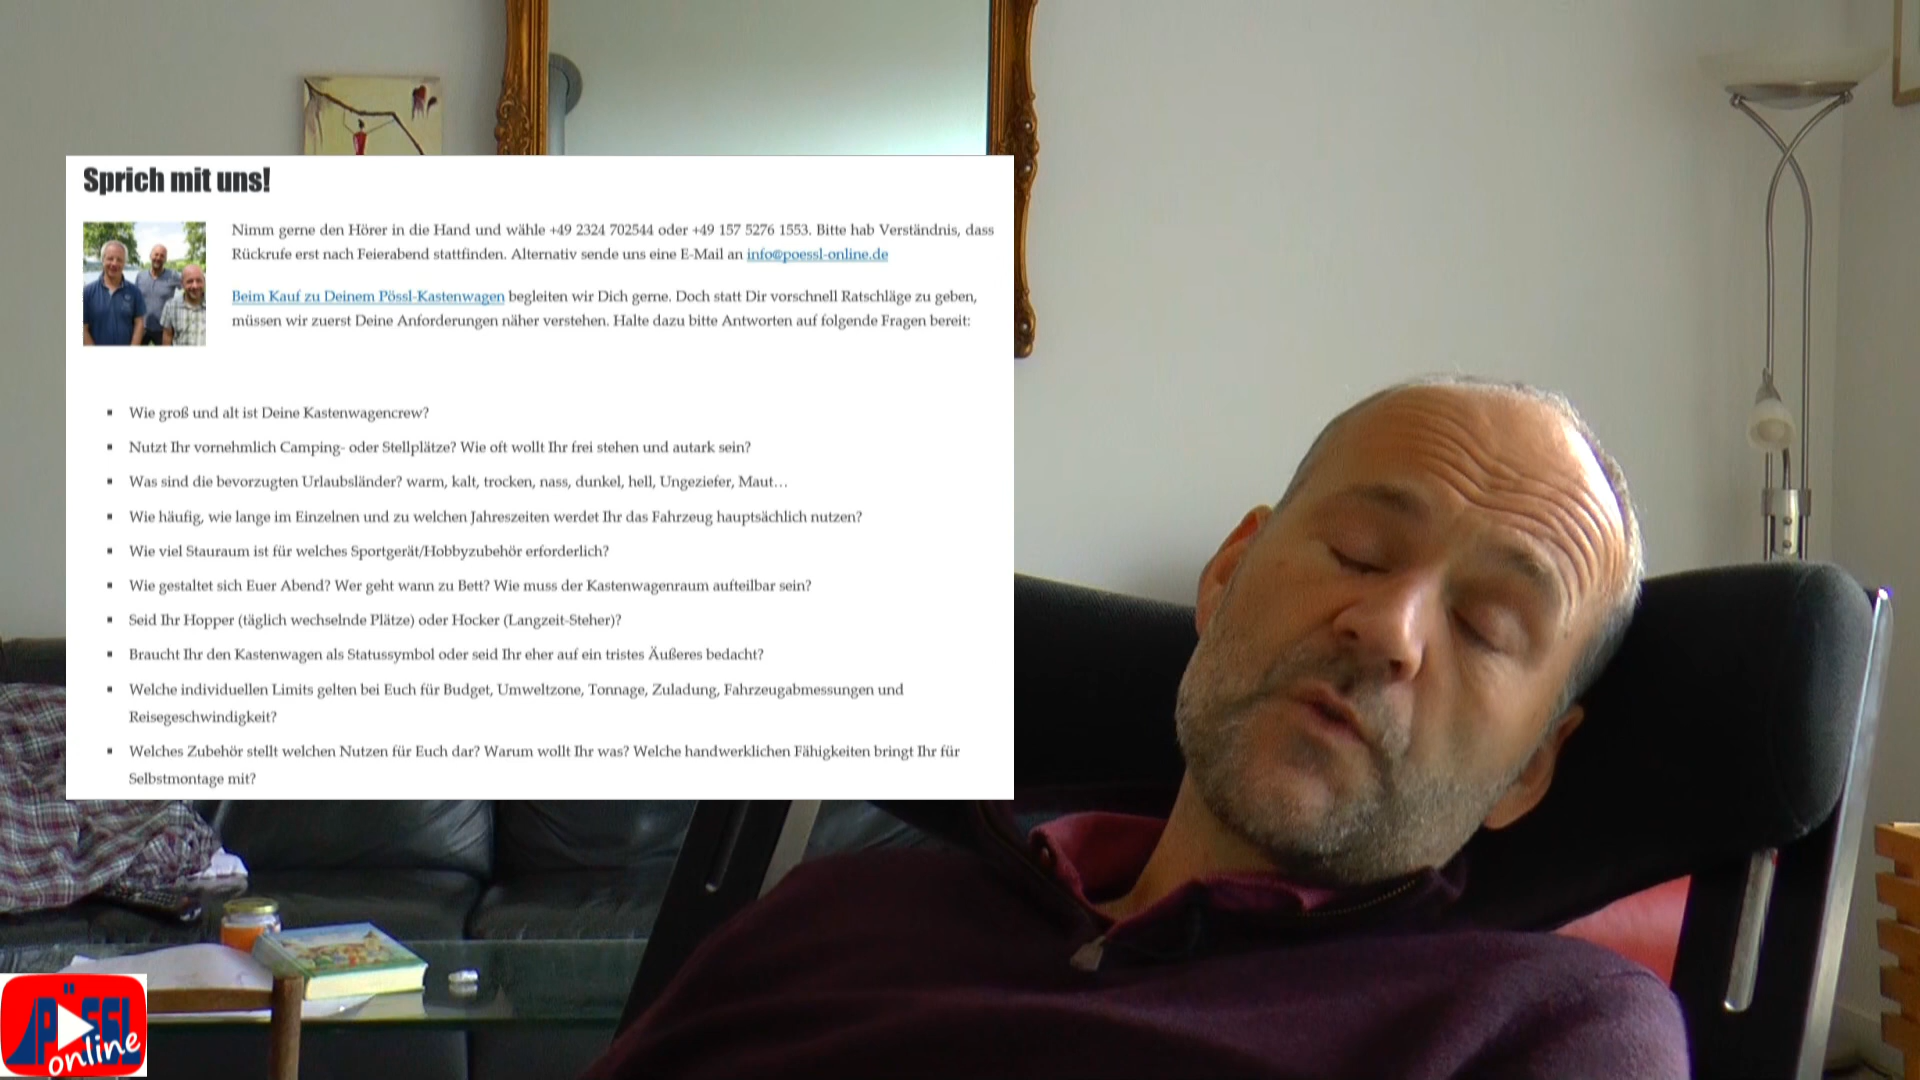 Sprich mit uns!
Nimm gerne den Hörer in die Hand und wähle +49 2324 702544 oder +49 157 5276 1553. Bitte hab Verständnis, dass
Rückrufe erst nach Feierabend stattfinden. Alternativ sende uns eine E-Mail an info@poessl-online.de
Beim Kauf zu Deinem Pössl-Kastenwagen begleiten wir Dich gerne. Doch statt Dir vorschnell Ratschläge zu geben,
müssen wir zuerst Deine Anforderungen näher verstehen. Halte dazu bitte Antworten auf folgende Fragen bereit:
▪ Wie groß und alt ist Deine Kastenwagencrew?
▪ Nutzt Ihr vornehmlich Camping- oder Stellplätze? Wie oft wollt Ihr frei stehen und autark sein?
▪ Was sind die bevorzugten Urlaubsländer? warm, kalt, trocken, nass, dunkel, hell, Ungeziefer, Maut…
▪ Wie häufig, wie lange im Einzelnen und zu welchen Jahreszeiten werdet Ihr das Fahrzeug hauptsächlich nutzen?
▪ Wie viel Stauraum ist für welches Sportgerät/Hobbyzubehör erforderlich?
▪ Wie gestaltet sich Euer Abend? Wer geht wann zu Bett? Wie muss der Kastenwagenraum aufteilbar sein?
▪ Seid Ihr Hopper (täglich wechselnde Plätze) oder Hocker (Langzeit-Steher)?
▪ Braucht Ihr den Kastenwagen als Statussymbol oder seid Ihr eher auf ein tristes Äußeres bedacht?
▪ Welche individuellen Limits gelten bei Euch für Budget, Umweltzone, Tonnage, Zuladung, Fahrzeugabmessungen und
Reisegeschwindigkeit?
▪ Welches Zubehör stellt welchen Nutzen für Euch dar? Warum wollt Ihr was? Welche handwerklichen Fähigkeiten bringt Ihr für
Selbstmontage mit?
PÖSSL
online